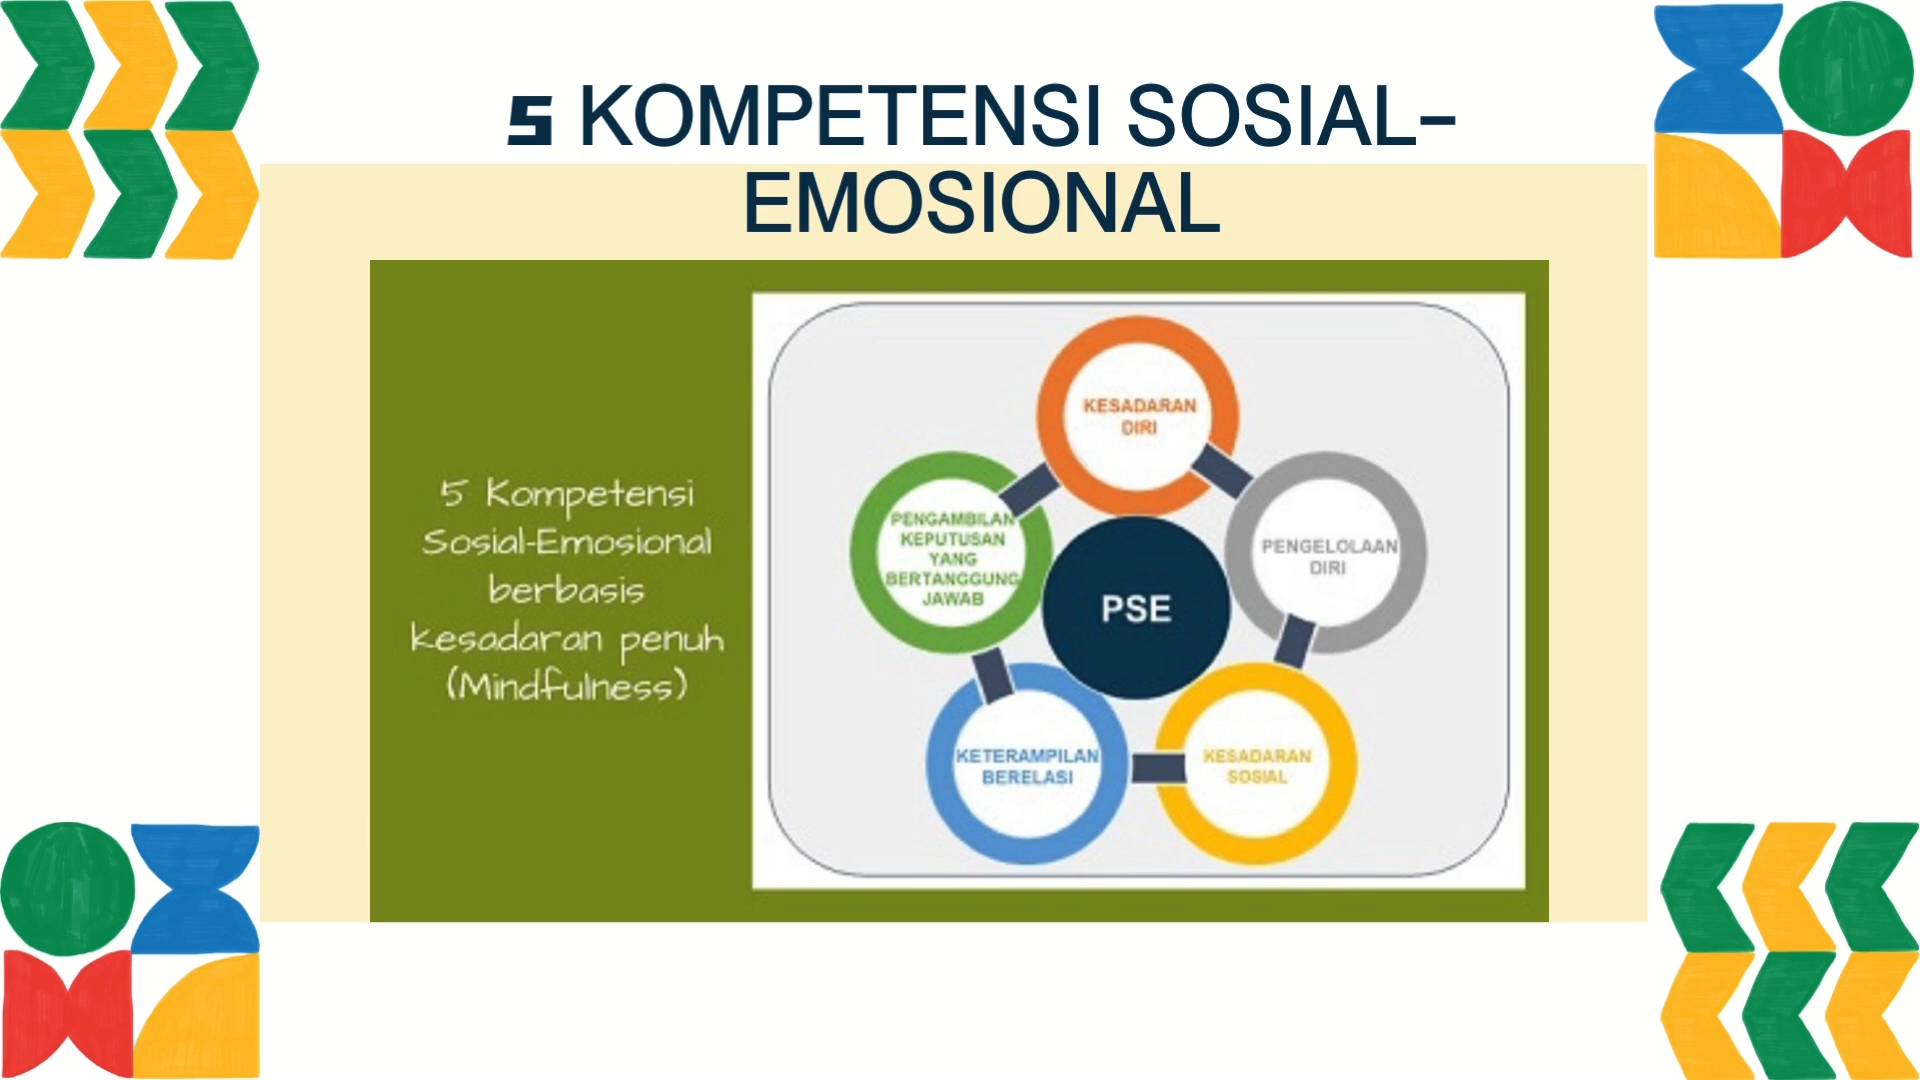 5 KOMPETENSI SOSIAL-
EMOSIONAL
5 Kompetensi
Sosial-Emosional
berbasis
kesadaran penuh
(Mindfulness)
KESADARAN
DIRI
PENGAMBILAN
KEPUTUSAN
YANG
BERTANGGUNG
JAWAB
PENGELOLAAN
DIRI
PSE
KETERAMPILAN
BERELASI
KESADARAN
SOSIAL